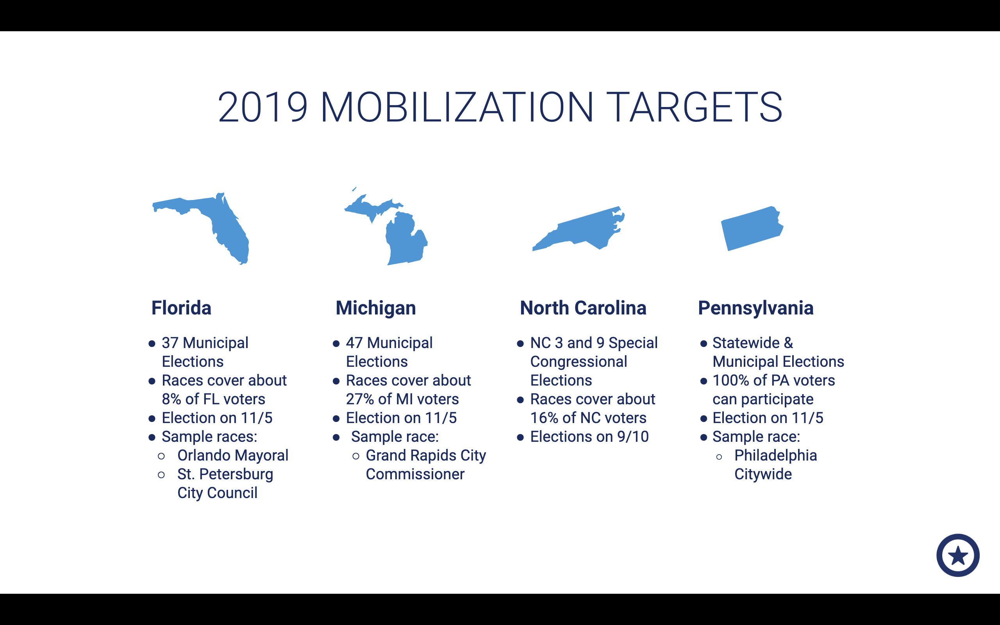 2019 MOBILIZATION TARGETS
Florida
● 37 Municipal
Elections
● Races cover about
8% of FL voters
● Election on 11/5
● Sample races:
○ Orlando Mayoral
○ St. Petersburg
City Council
Michigan
● 47 Municipal
Elections
● Races cover about
27% of MI voters
● Election on 11/5
● Sample race:
○ Grand Rapids City
Commissioner
North Carolina
● NC 3 and 9 Special
Congressional
Elections
● Races cover about
16% of NC voters
● Elections on 9/10
Pennsylvania
● Statewide &
Municipal Elections
● 100% of PA voters
can participate
● Election on 11/5
● Sample race:
○ Philadelphia
Citywide